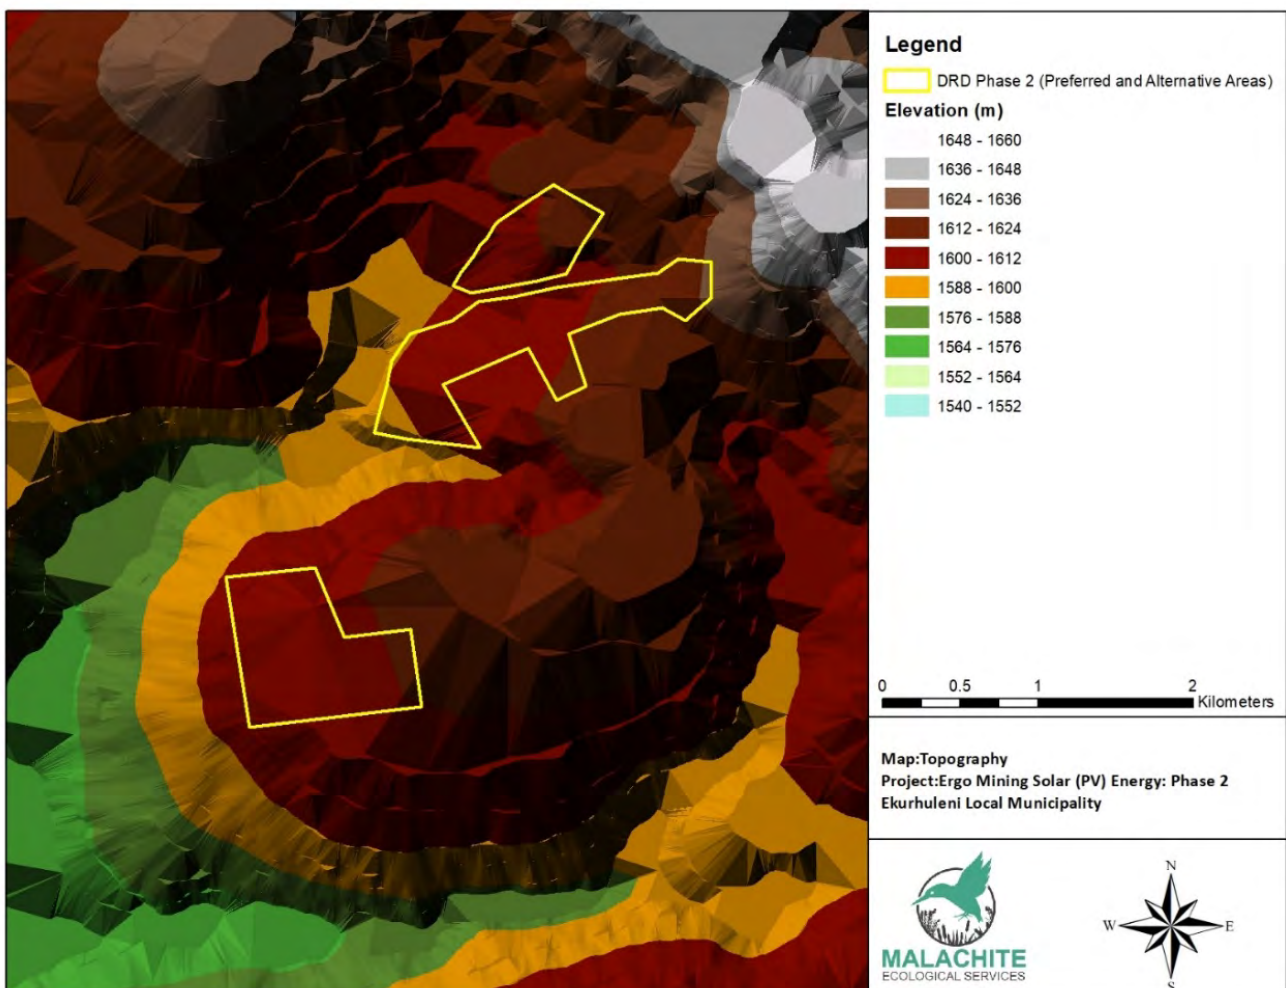 Legend
DRD Phase 2 (Preferred and Alternative Areas)
Elevation (m)
1648 - 1660
1636 - 1648
1624 - 1636
1612 - 1624
1600 - 1612
1588 - 1600
1576 - 1588
1564 - 1576
1552 - 1564
1540 - 1552
0 0.5 1 2
Kilometers
Map:Topography
Project:Ergo Mining Solar (PV) Energy: Phase 2
Ekurhuleni Local Municipality
MALACHITE
ECOLOGICAL SERVICES
N
W E
S